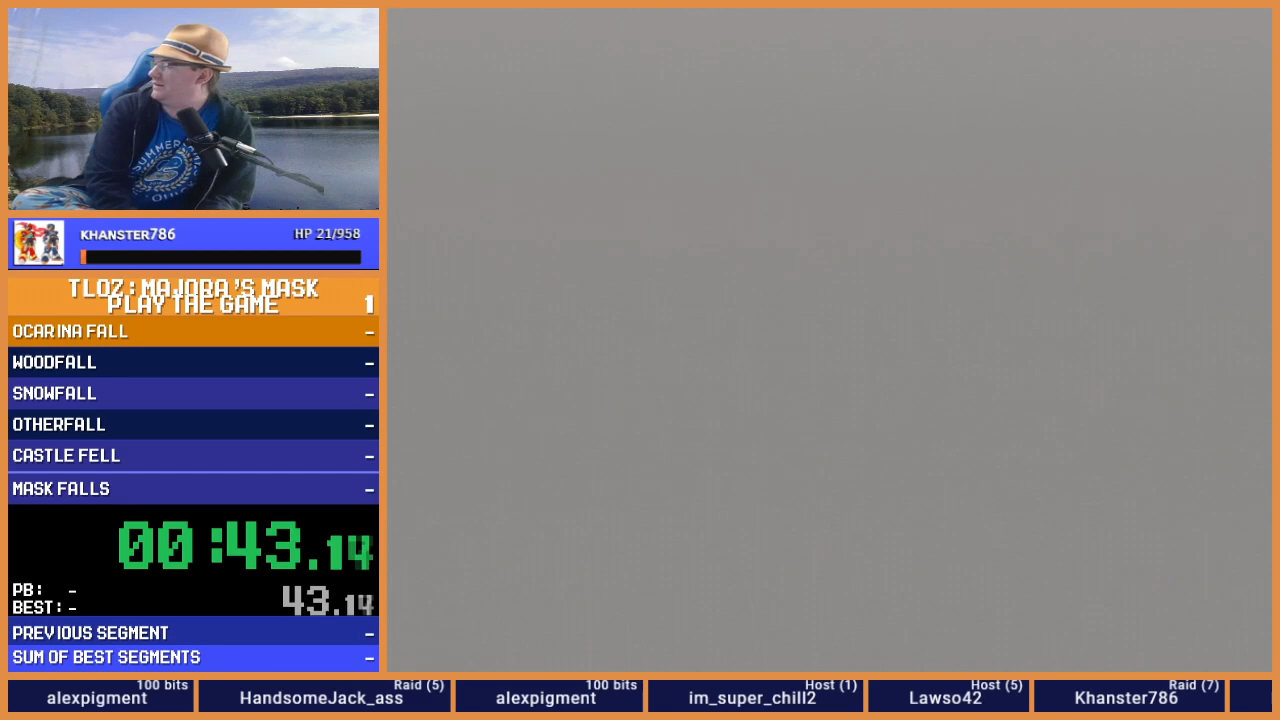 SUMMER
KHANSTER786 HP 21/958
TLOZ: MAJORA'S MASK
PLAY THE GAME 1
OCARINA FALL -
WOODFALL -
SNOWFALL -
OTHERFALL -
CASTLE FELL -
MASK FALLS -
00:43.14
PB: -
BEST: - 43.14
PREVIOUS SEGMENT -
SUM OF BEST SEGMENTS -
100 bits
alexpigment
Raid (5)
HandsomeJack_ass
100 bits
alexpigment
Host (1)
im_super_chill2
Host (5)
Lawso42
Raid (7)
Khanster786